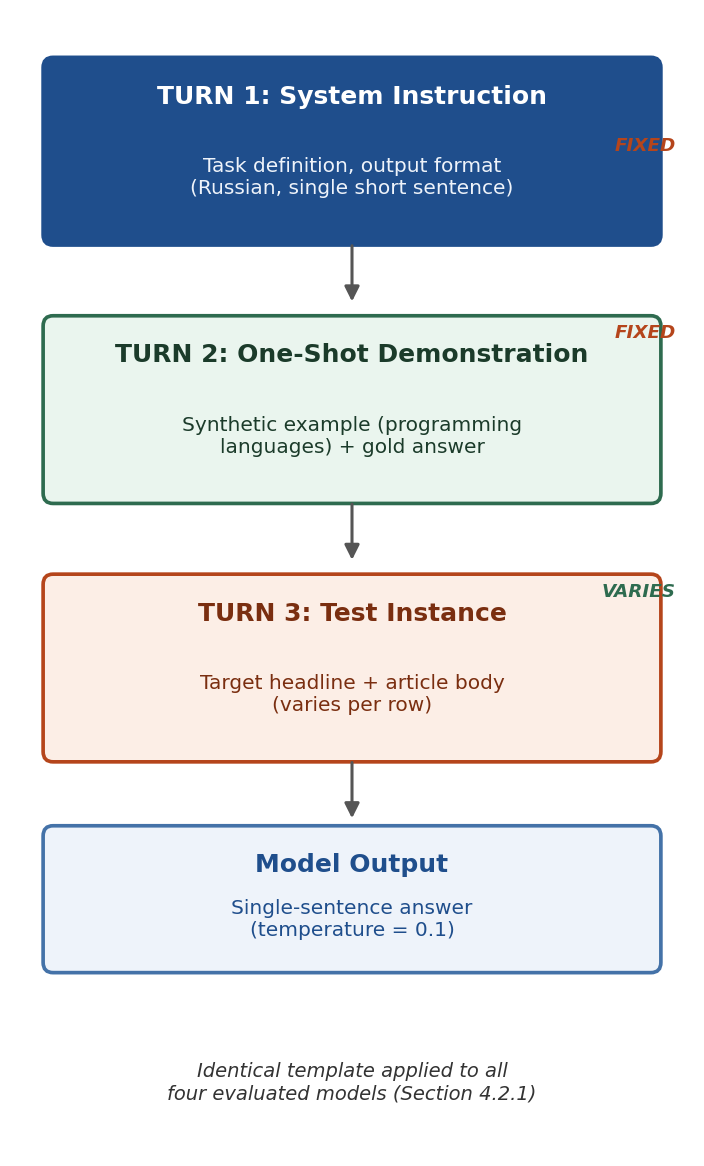 TURN 1: System Instruction
FIXED
Task definition, output format
(Russian, single short sentence)
FIXED
TURN 2: One-Shot Demonstration
Synthetic example (programming
languages) + gold answer
VARIES
TURN 3: Test Instance
Target headline + article body
(varies per row)
Model Output
Single-sentence answer
(temperature = 0.1)
Identical template applied to all
four evaluated models (Section 4.2.1)